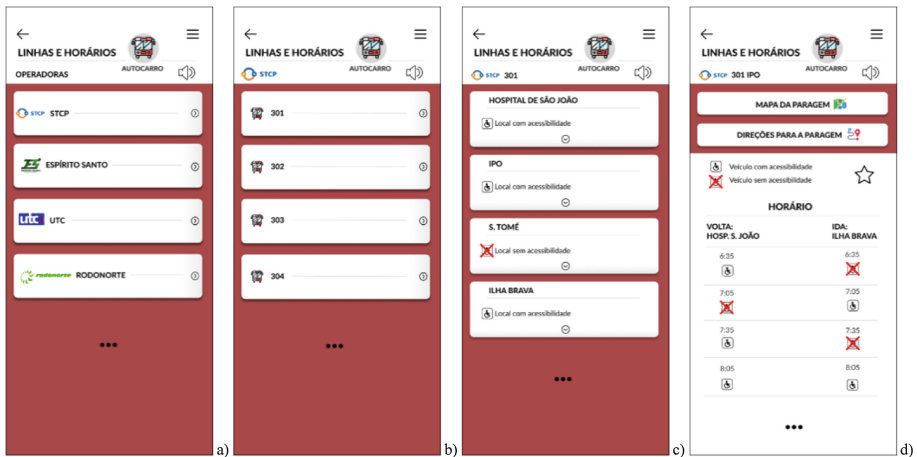 LINHAS E HORÁRIOS
AUTOCARRO
OPERADORAS
STCP STCP
ES ESPÍRITO SANTO
utc UTC
rodonorte RODONORTE
a)
LINHAS E HORÁRIOS
AUTOCARRO
STCP
301
302
303
304
b)
LINHAS E HORÁRIOS
AUTOCARRO
STCP 301
HOSPITAL DE SÃO JOÃO
Local com acessibilidade
IPO
Local com acessibilidade
S. TOMÉ
Local sem acessibilidade
ILHA BRAVA
Local com acessibilidade
c)
LINHAS E HORÁRIOS
AUTOCARRO
STCP 301 IPO
MAPA DA PARAGEM
DIREÇÕES PARA A PARAGEM
Veículo com acessibilidade
Veículo sem acessibilidade
HORÁRIO
VOLTA:
HOSP. S. JOÃO
IDA:
ILHA BRAVA
6:35 6:35
7:05 7:05
7:35 7:35
8:05 8:05
d)